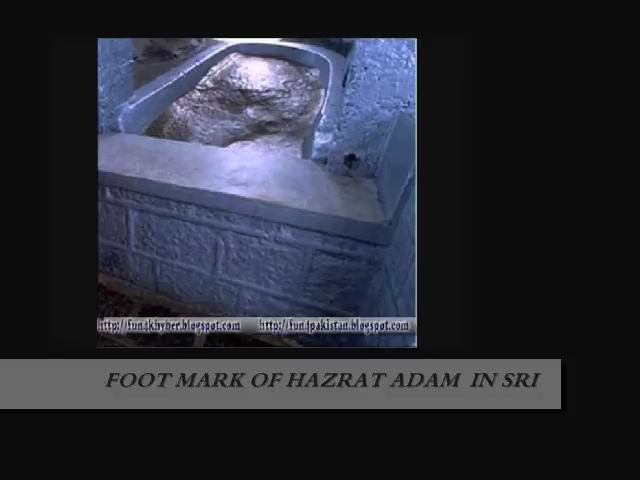 http://fun4khyber.blogspot.com http://fun4pakistan.blogspot.com
FOOT MARK OF HAZRAT ADAM IN SRI